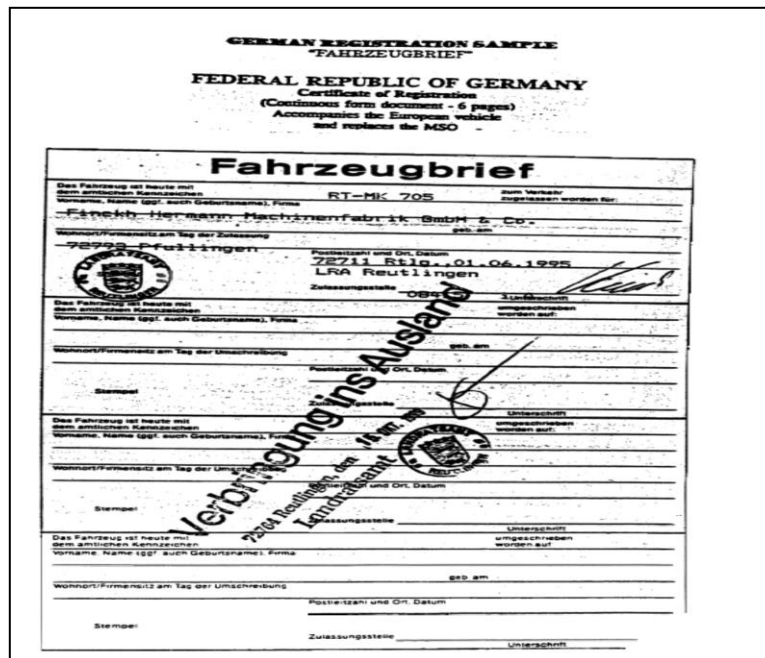 GERMAN REGISTRATION SAMPLE
"FAHRZEUGBRIEF"
FEDERAL REPUBLIC OF GERMANY
Certificate of Registration
(Continuous form document - 6 pages)
Accompanies the European vehicle
and replaces the MSO
Fahrzeugbrief
Das Fahrzeug ist heute mit
dem amtlichen Kennzeichen
RT-MK 705
zum Verkehr
zugelassen worden für:
Vorname, Name (ggf. auch Geburtsname), Firma
Finckh Hermann Machinenfabrik GmbH & Co.
geb. am
Wohnort/Firmensitz am Tag der Zulassung
72793 Pfullingen
Postleitzahl und Ort, Datum
72711 Rtlg.,01.06.1995
LRA Reutlingen
LANDRATSAMT
REUTLINGEN
Zulassungsstelle
Unterschrift
Das Fahrzeug ist heute mit
dem amtlichen Kennzeichen
umgeschrieben
worden auf:
Vorname, Name (ggf. auch Geburtsname), Firma
geb. am
Wohnort/Firmensitz am Tag der Umschreibung
Postleitzahl und Ort, Datum
Stempel
Zulassungsstelle
Unterschrift
Verbringung ins Ausland
72764 Reutlingen, den
Landratsamt
LANDRATSAMT
REUTLINGEN
Das Fahrzeug ist heute mit
dem amtlichen Kennzeichen
umgeschrieben
worden auf:
Vorname, Name (ggf. auch Geburtsname), Firma
Wohnort/Firmensitz am Tag der Umschreibung
Postleitzahl und Ort, Datum
Stempel
Zulassungsstelle
Unterschrift
Das Fahrzeug ist heute mit
dem amtlichen Kennzeichen
umgeschrieben
worden auf
Vorname, Name (ggf. auch Geburtsname), Firma
geb. am
Wohnort/Firmensitz am Tag der Umschreibung
Postleitzahl und Ort, Datum
Stempel
Zulassungsstelle
Unterschrift